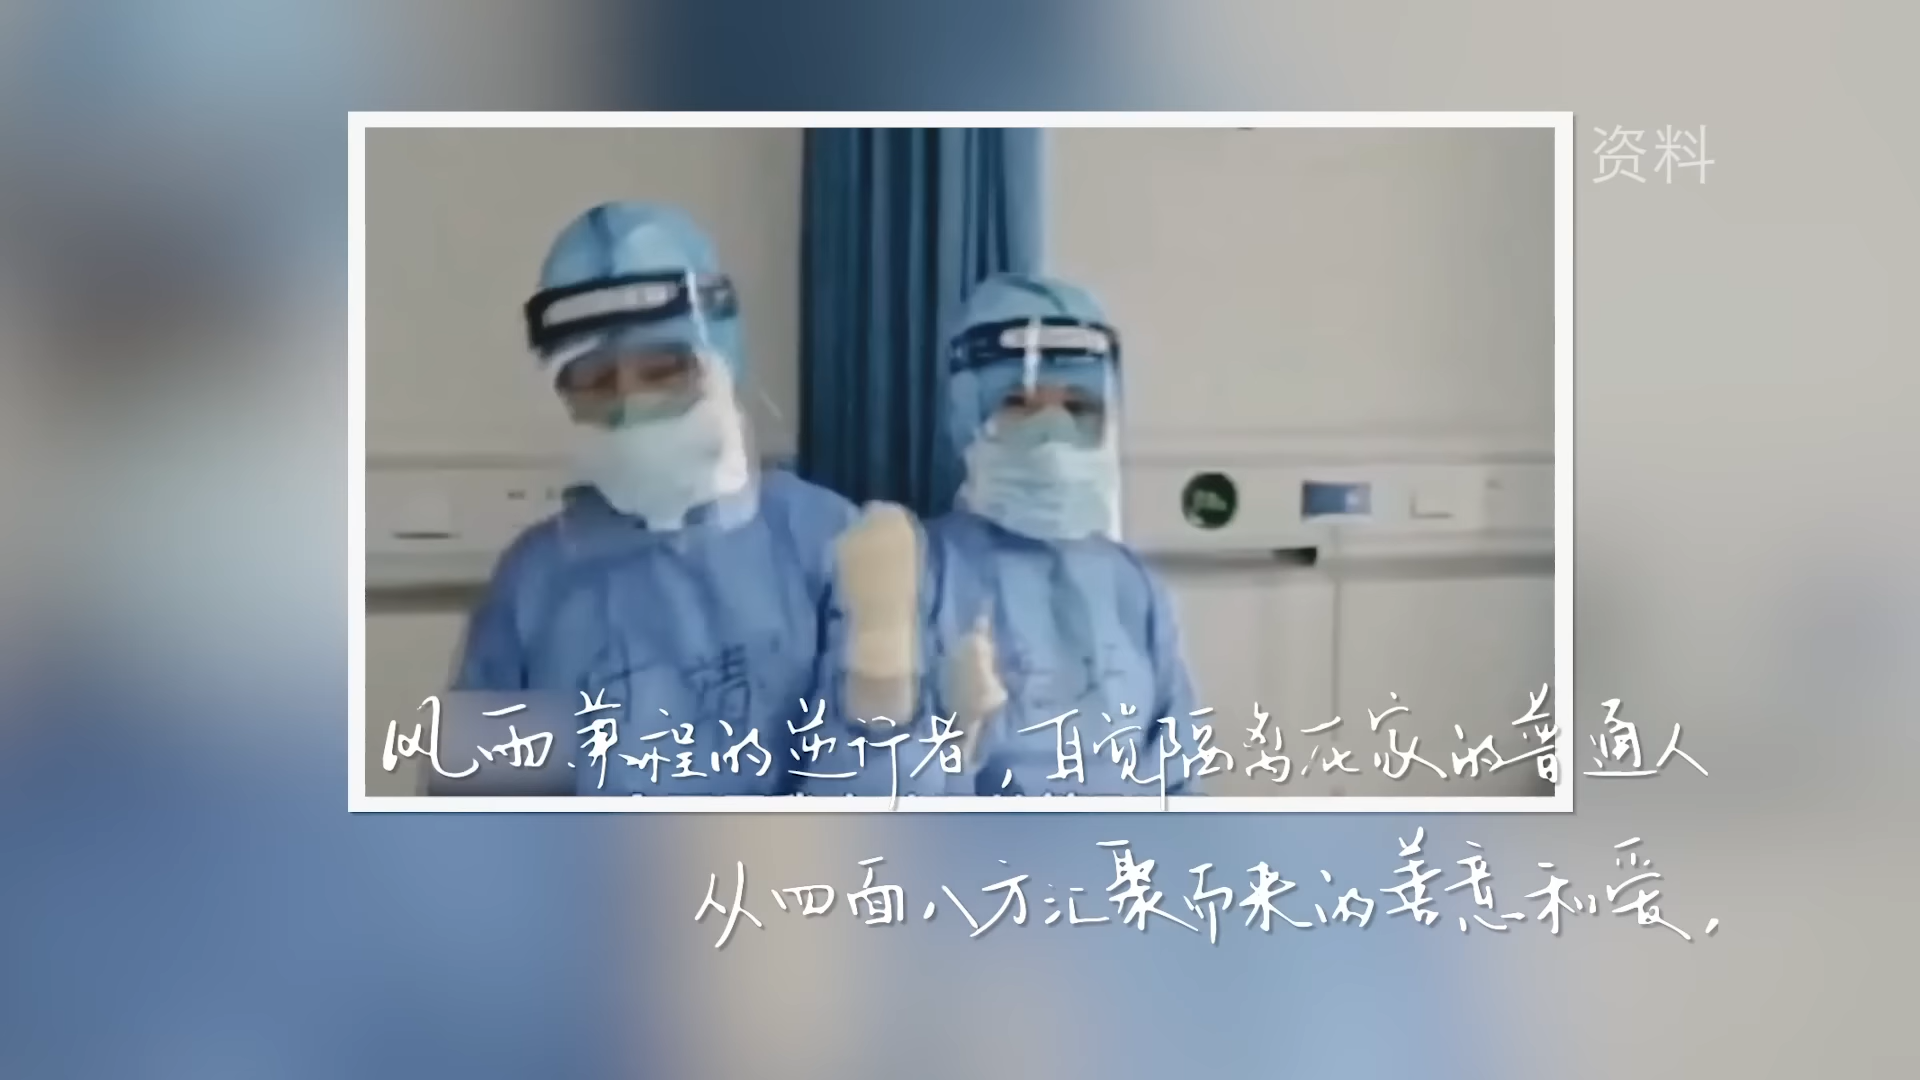 资料
靖
风雨兼程的逆行者，自觉隔离在家的普通人
从四面八方汇聚而来的善意和爱，